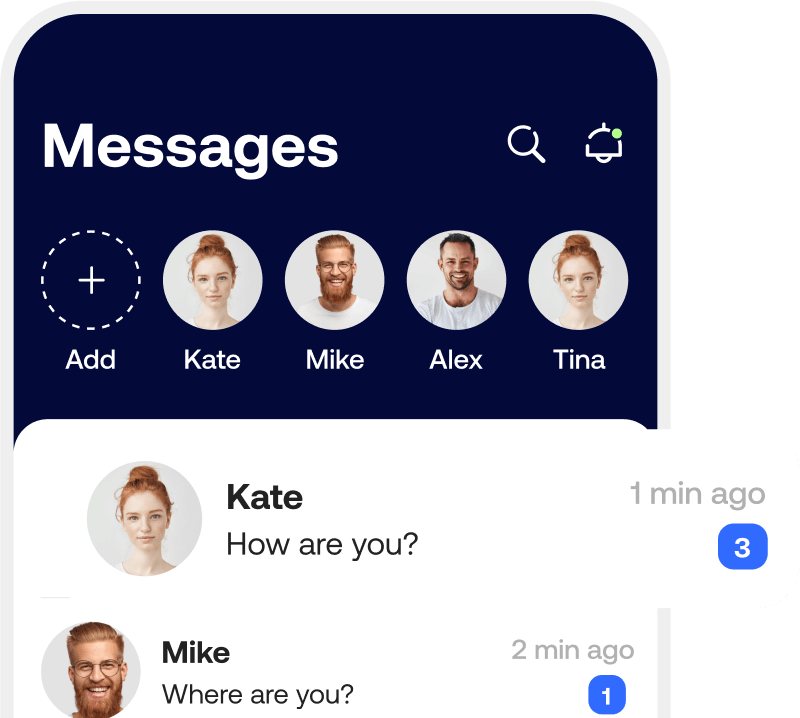 Messages
Add Kate Mike Alex Tina
Kate 1 min ago
How are you? 3
Mike 2 min ago
Where are you? 1